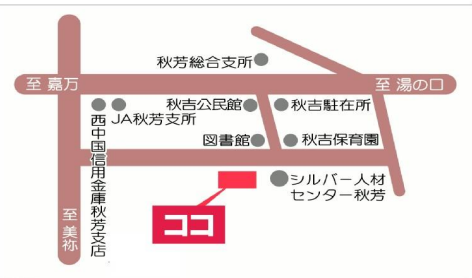 秋芳総合支所
至 嘉万
至 湯の口
秋吉公民館
秋吉駐在所
JA秋芳支所
図書館
秋吉保育園
西中国信用金庫秋芳支店
シルバー人材
センター秋芳
至 美祢
ココ